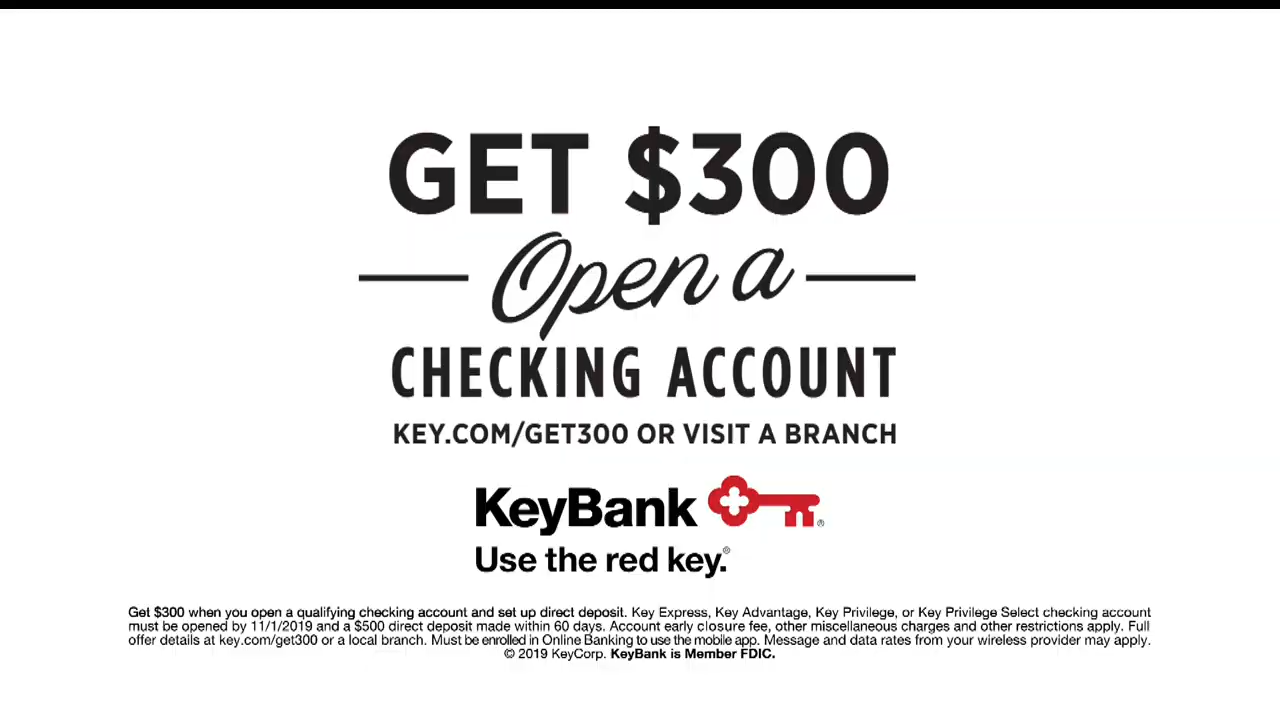 GET $300
Open a
CHECKING ACCOUNT
KEY.COM/GET300 OR VISIT A BRANCH
KeyBank ®
Use the red key.®
Get $300 when you open a qualifying checking account and set up direct deposit. Key Express, Key Advantage, Key Privilege, or Key Privilege Select checking account
must be opened by 11/1/2019 and a $500 direct deposit made within 60 days. Account early closure fee, other miscellaneous charges and other restrictions apply. Full
offer details at key.com/get300 or a local branch. Must be enrolled in Online Banking to use the mobile app. Message and data rates from your wireless provider may apply.
© 2019 KeyCorp. KeyBank is Member FDIC.